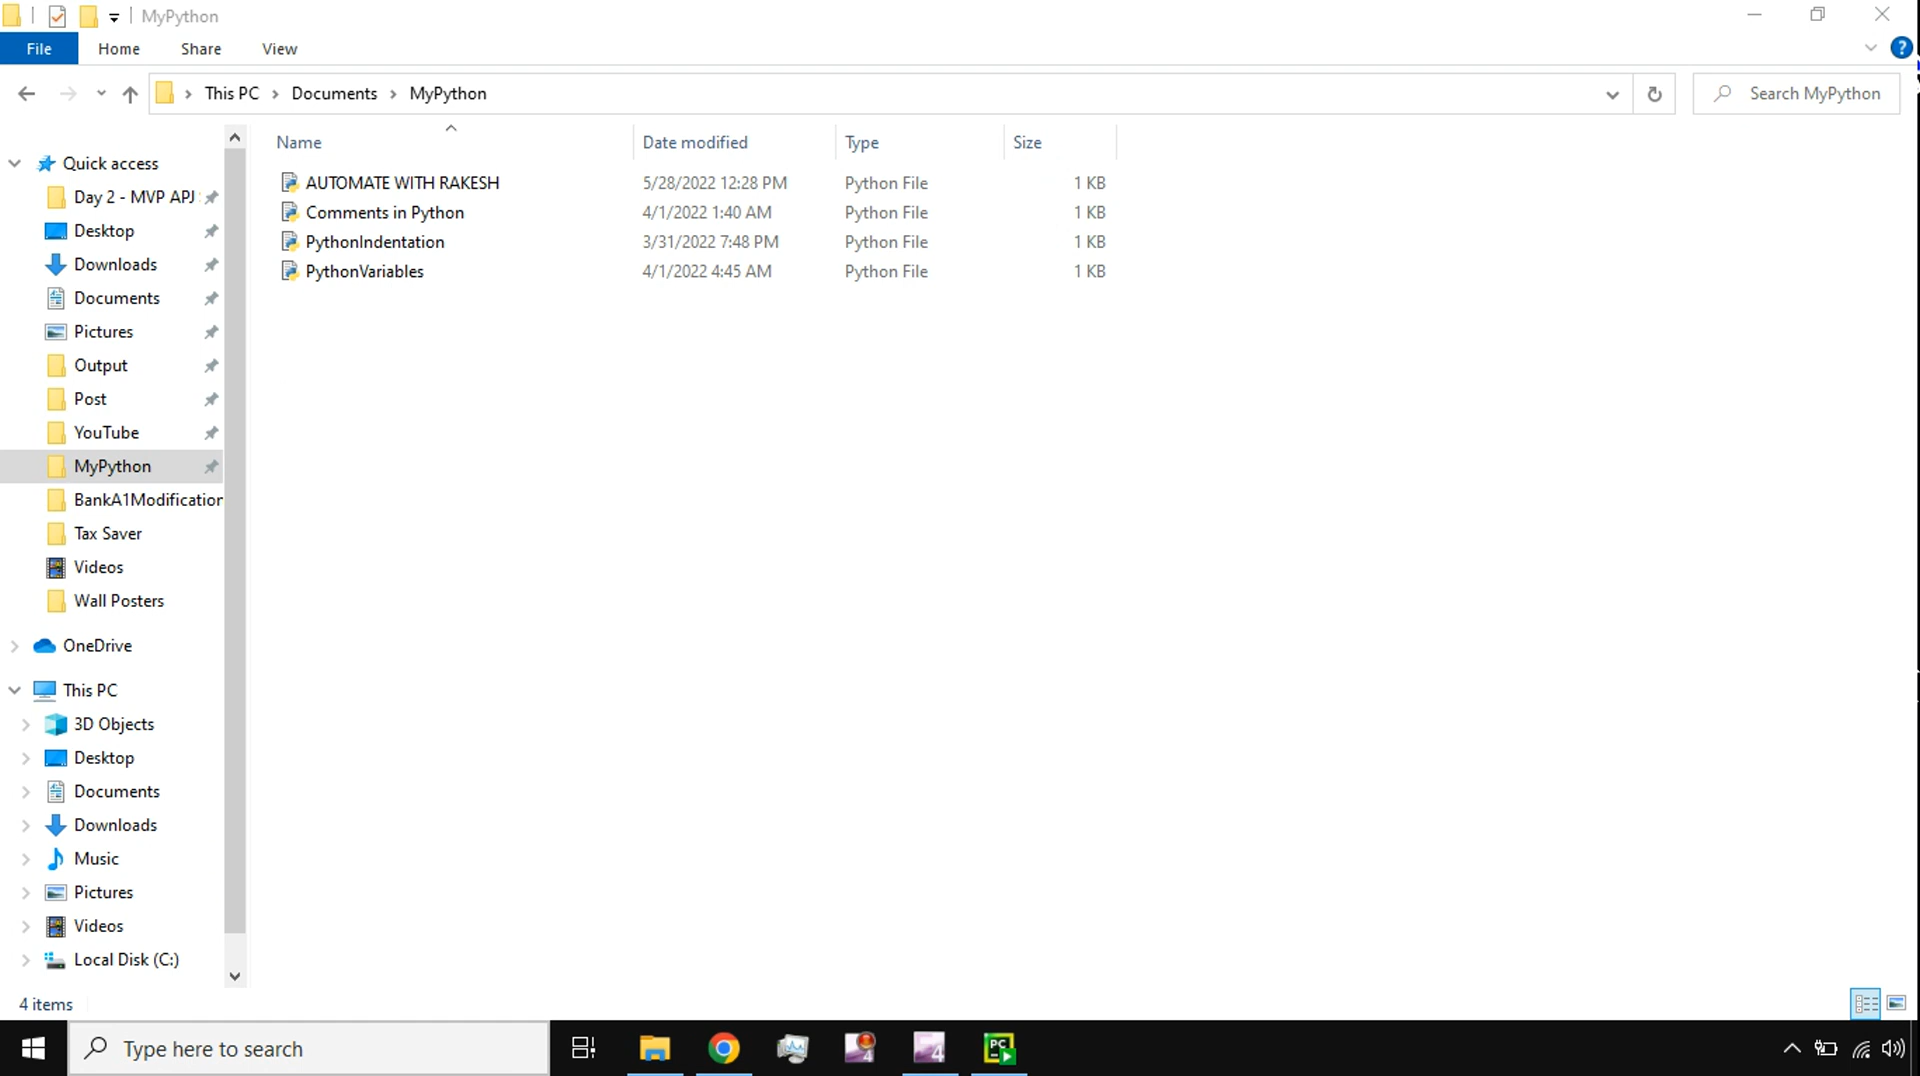 MyPython
File Home Share View
This PC Documents MyPython
Search MyPython
Name Date modified Type Size
AUTOMATE WITH RAKESH 5/28/2022 12:28 PM Python File 1 KB
Comments in Python 4/1/2022 1:40 AM Python File 1 KB
PythonIndentation 3/31/2022 7:48 PM Python File 1 KB
PythonVariables 4/1/2022 4:45 AM Python File 1 KB
Quick access
Day 2 - MVP APJ
Desktop
Downloads
Documents
Pictures
Output
Post
YouTube
MyPython
BankA1Modification
Tax Saver
Videos
Wall Posters
OneDrive
This PC
3D Objects
Desktop
Documents
Downloads
Music
Pictures
Videos
Local Disk (C:)
4 items
Type here to search
4
4
PC